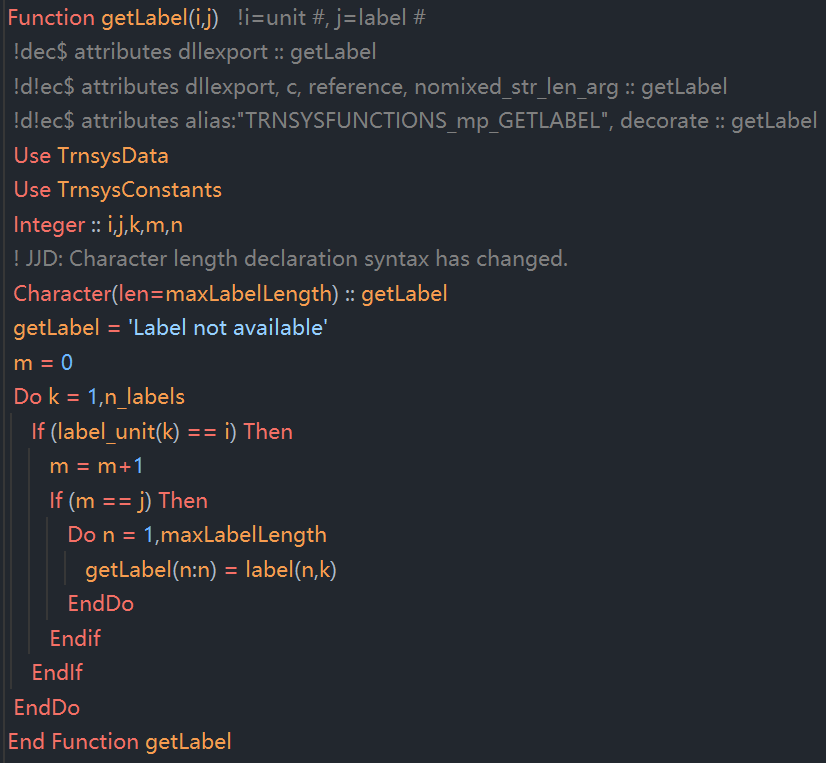 Function getLabel(i,j)   !i=unit #, j=label #
!dec$ attributes dllexport :: getLabel
!d!ec$ attributes dllexport, c, reference, nomixed_str_len_arg :: getLabel
!d!ec$ attributes alias:"TRNSYSFUNCTIONS_mp_GETLABEL", decorate :: getLabel
Use TrnsysData
Use TrnsysConstants
Integer :: i,j,k,m,n
! JJD: Character length declaration syntax has changed.
Character(len=maxLabelLength) :: getLabel
getLabel = 'Label not available'
m = 0
Do k = 1,n_labels
If (label_unit(k) == i) Then
m = m+1
If (m == j) Then
Do n = 1,maxLabelLength
getLabel(n:n) = label(n,k)
EndDo
Endif
EndIf
EndDo
End Function getLabel